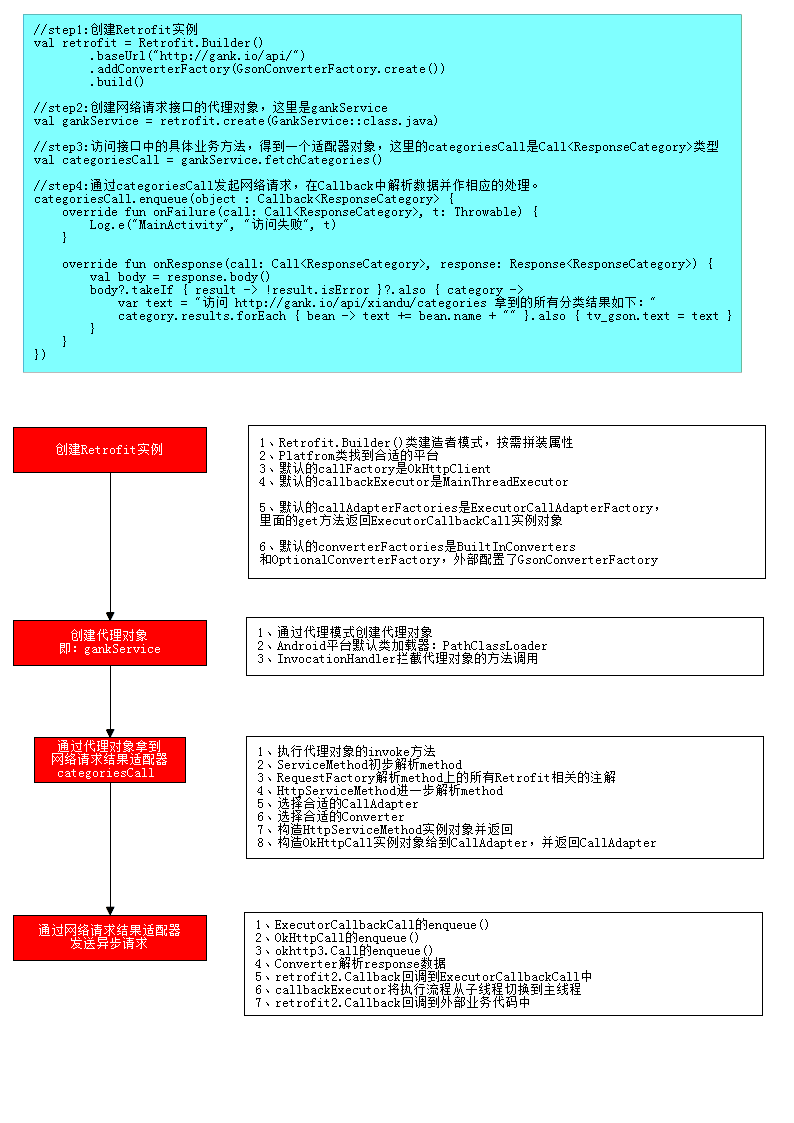 //step1:创建Retrofit实例
val retrofit = Retrofit.Builder()
        .baseUrl("http://gank.io/api/")
        .addConverterFactory(GsonConverterFactory.create())
        .build()

//step2:创建网络请求接口的代理对象，这里是gankService
val gankService = retrofit.create(GankService::class.java)

//step3:访问接口中的具体业务方法，得到一个适配器对象，这里的categoriesCall是Call<ResponseCategory>类型
val categoriesCall = gankService.fetchCategories()

//step4:通过categoriesCall发起网络请求，在Callback中解析数据并作相应的处理。
categoriesCall.enqueue(object : Callback<ResponseCategory> {
    override fun onFailure(call: Call<ResponseCategory>, t: Throwable) {
        Log.e("MainActivity", "访问失败", t)
    }

    override fun onResponse(call: Call<ResponseCategory>, response: Response<ResponseCategory>) {
        val body = response.body()
        body?.takeIf { result -> !result.isError }?.also { category ->
            var text = "访问 http://gank.io/api/xiandu/categories 拿到的所有分类结果如下："
            category.results.forEach { bean -> text += bean.name + "" }.also { tv_gson.text = text }
        }
    }
})

创建Retrofit实例
1、Retrofit.Builder()类建造者模式，按需拼装属性
2、Platfrom类找到合适的平台
3、默认的callFactory是OkHttpClient
4、默认的callbackExecutor是MainThreadExecutor

5、默认的callAdapterFactories是ExecutorCallAdapterFactory，
里面的get方法返回ExecutorCallbackCall实例对象

6、默认的converterFactories是BuiltInConverters
和OptionalConverterFactory，外部配置了GsonConverterFactory

创建代理对象
即：gankService
1、通过代理模式创建代理对象
2、Android平台默认类加载器：PathClassLoader
3、InvocationHandler拦截代理对象的方法调用

通过代理对象拿到
网络请求结果适配器
categoriesCall
1、执行代理对象的invoke方法
2、ServiceMethod初步解析method
3、RequestFactory解析method上的所有Retrofit相关的注解
4、HttpServiceMethod进一步解析method
5、选择合适的CallAdapter
6、选择合适的Converter
7、构造HttpServiceMethod实例对象并返回
8、构造OkHttpCall实例对象给到CallAdapter，并返回CallAdapter

通过网络请求结果适配器
发送异步请求
1、ExecutorCallbackCall的enqueue()
2、OkHttpCall的enqueue()
3、okhttp3.Call的enqueue()
4、Converter解析response数据
5、retrofit2.Callback回调到ExecutorCallbackCall中
6、callbackExecutor将执行流程从子线程切换到主线程
7、retrofit2.Callback回调到外部业务代码中